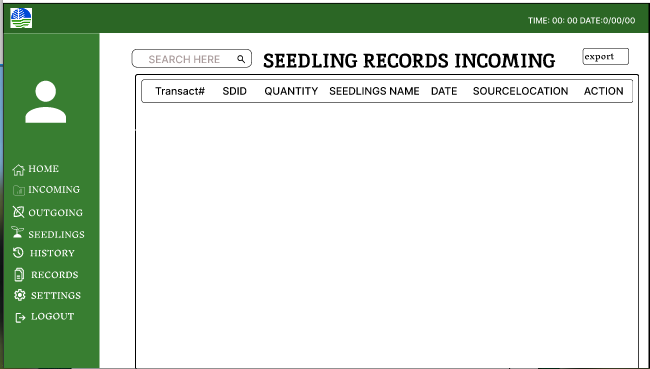 TIME: 00: 00 DATE:0/00/00
SEARCH HERE
SEEDLING RECORDS INCOMING
export
Transact# SDID QUANTITY SEEDLINGS NAME DATE SOURCELOCATION ACTION
HOME
INCOMING
OUTGOING
SEEDLINGS
HISTORY
RECORDS
SETTINGS
LOGOUT